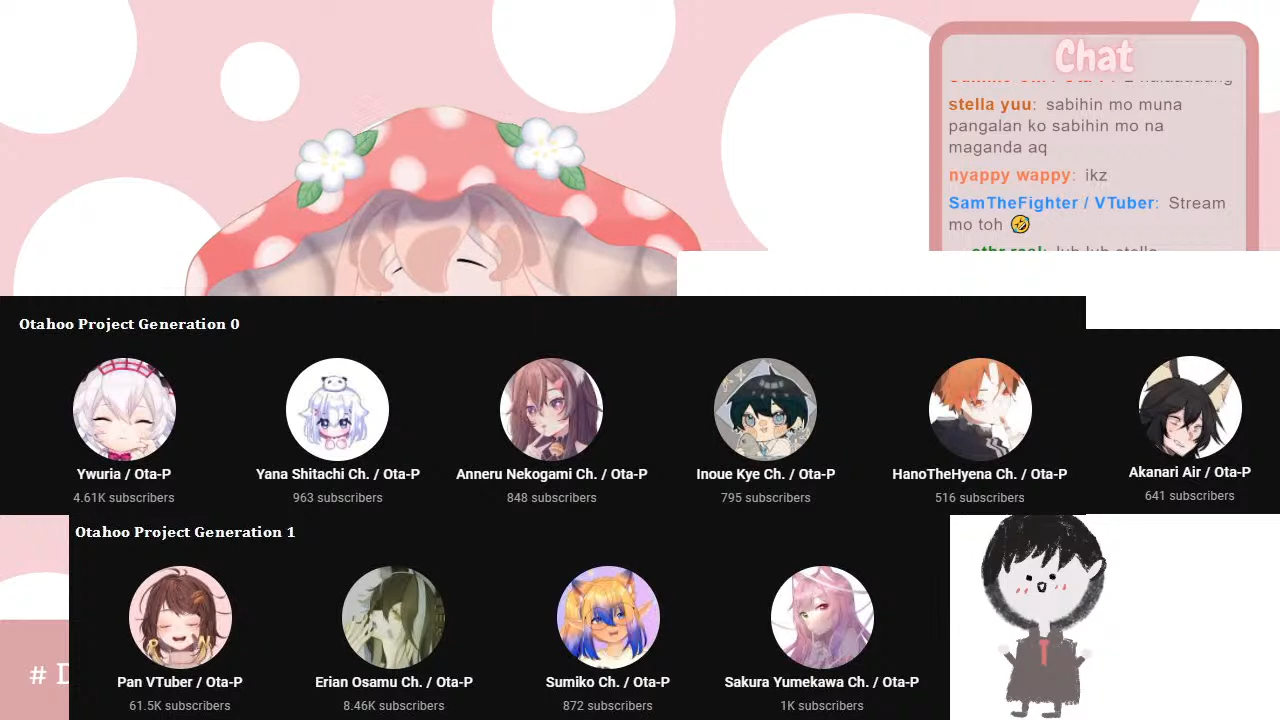 Chat
stella yuu: sabihin mo muna
pangalan ko sabihin mo na
maganda aq
nyappy wappy: ikz
SamTheFighter / VTuber: Stream
mo toh 🤣
Otahoo Project Generation 0
Ywuria / Ota-P
4.61K subscribers
Yana Shitachi Ch. / Ota-P
963 subscribers
Anneru Nekogami Ch. / Ota-P
848 subscribers
Inoue Kye Ch. / Ota-P
795 subscribers
HanoTheHyena Ch. / Ota-P
516 subscribers
Akanari Air / Ota-P
641 subscribers
Otahoo Project Generation 1
Pan VTuber / Ota-P
61.5K subscribers
Erian Osamu Ch. / Ota-P
8.46K subscribers
Sumiko Ch. / Ota-P
872 subscribers
Sakura Yumekawa Ch. / Ota-P
1K subscribers